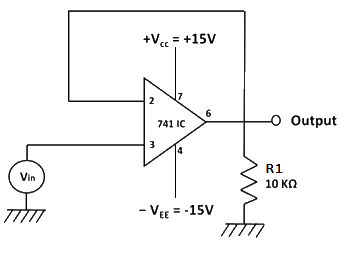 +Vcc = +15V
7
2
6
741 IC
Output
3
4
Vin
R1
10 KΩ
− VEE = -15V